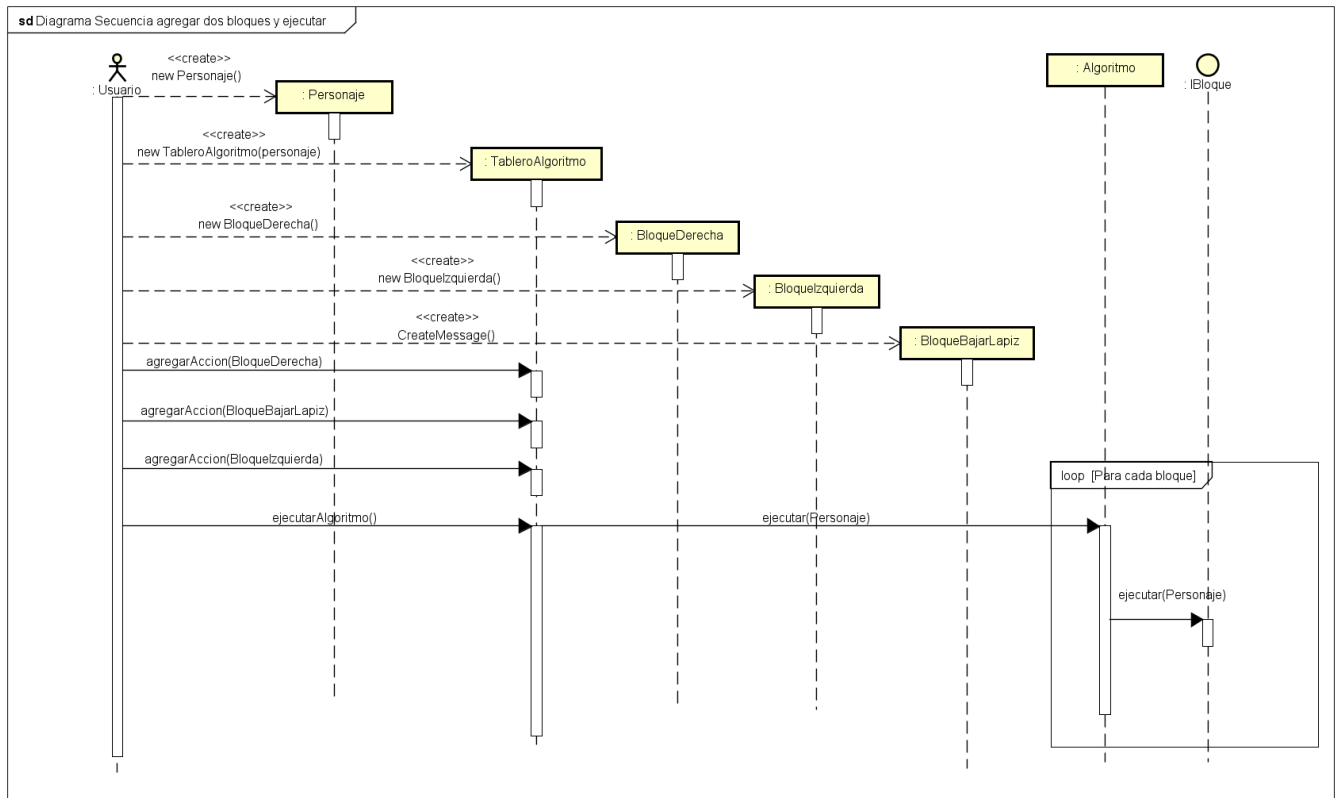 sd Diagrama Secuencia agregar dos bloques y ejecutar
: Usuario
<<create>>
new Personaje()
: Personaje
: Algoritmo
: IBloque
<<create>>
new TableroAlgoritmo(personaje)
: TableroAlgoritmo
<<create>>
new BloqueDerecha()
: BloqueDerecha
<<create>>
new BloqueIzquierda()
: BloqueIzquierda
<<create>>
CreateMessage()
: BloqueBajarLapiz
agregarAccion(BloqueDerecha)
agregarAccion(BloqueBajarLapiz)
agregarAccion(BloqueIzquierda)
loop [Para cada bloque]
ejecutarAlgoritmo()
ejecutar(Personaje)
ejecutar(Personaje)